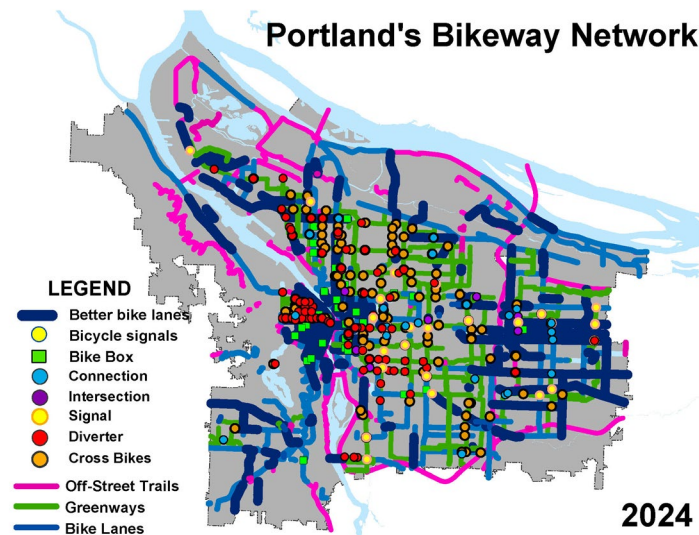 Portland's Bikeway Network
LEGEND
Better bike lanes
Bicycle signals
Bike Box
Connection
Intersection
Signal
Diverter
Cross Bikes
Off-Street Trails
Greenways
Bike Lanes
2024